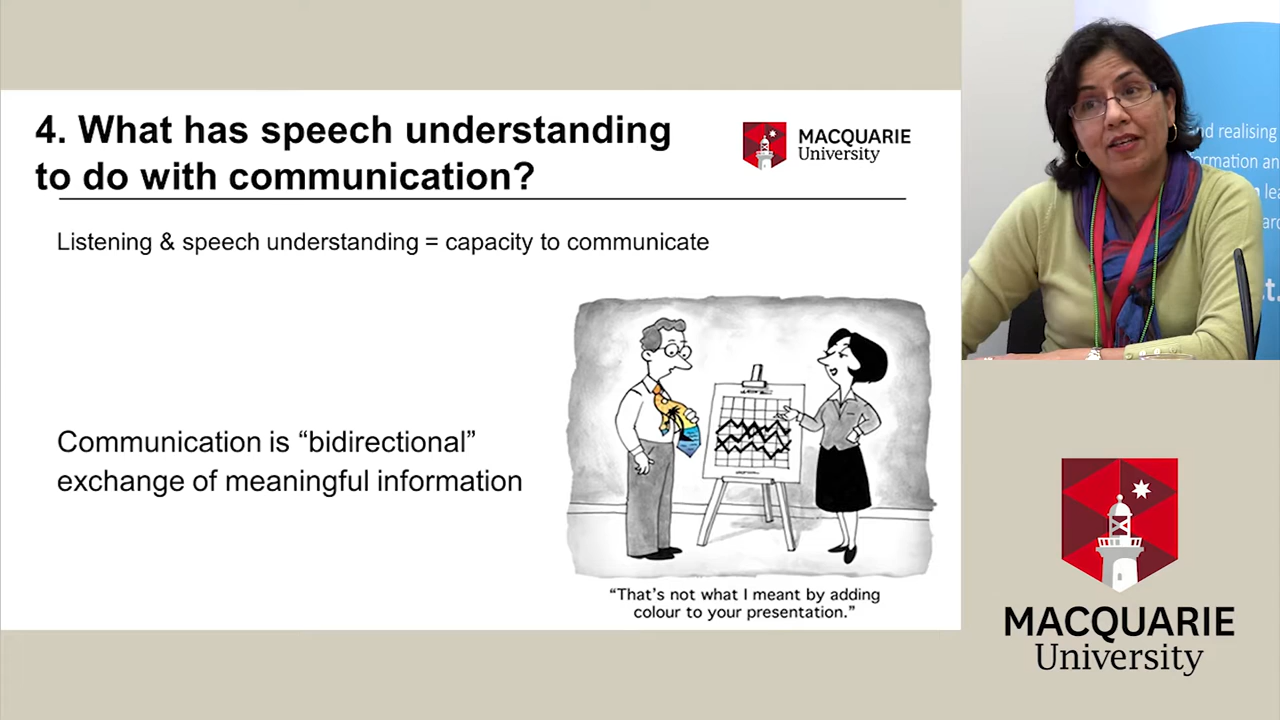 4. What has speech understanding
to do with communication?
MACQUARIE
University
Listening & speech understanding = capacity to communicate
Communication is “bidirectional”
exchange of meaningful information
“That’s not what I meant by adding
colour to your presentation.”
realising
MACQUARIE
University